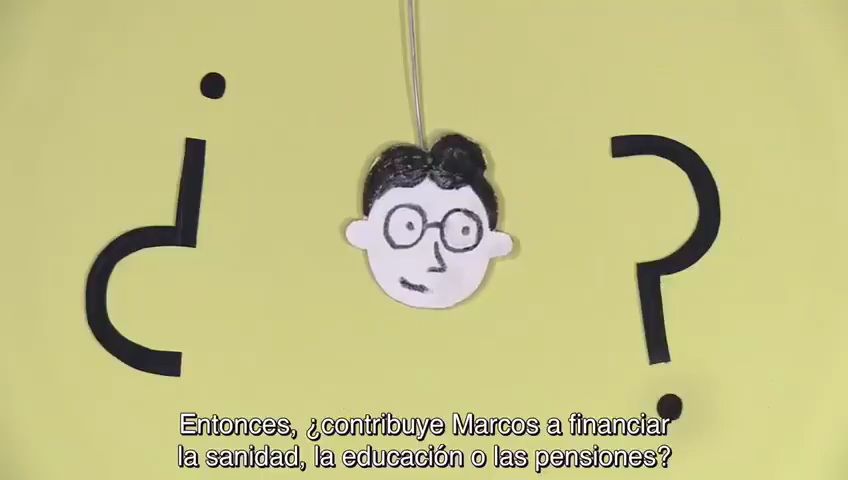 ¿ ?
Entonces, ¿contribuye Marcos a financiar
la sanidad, la educación o las pensiones?